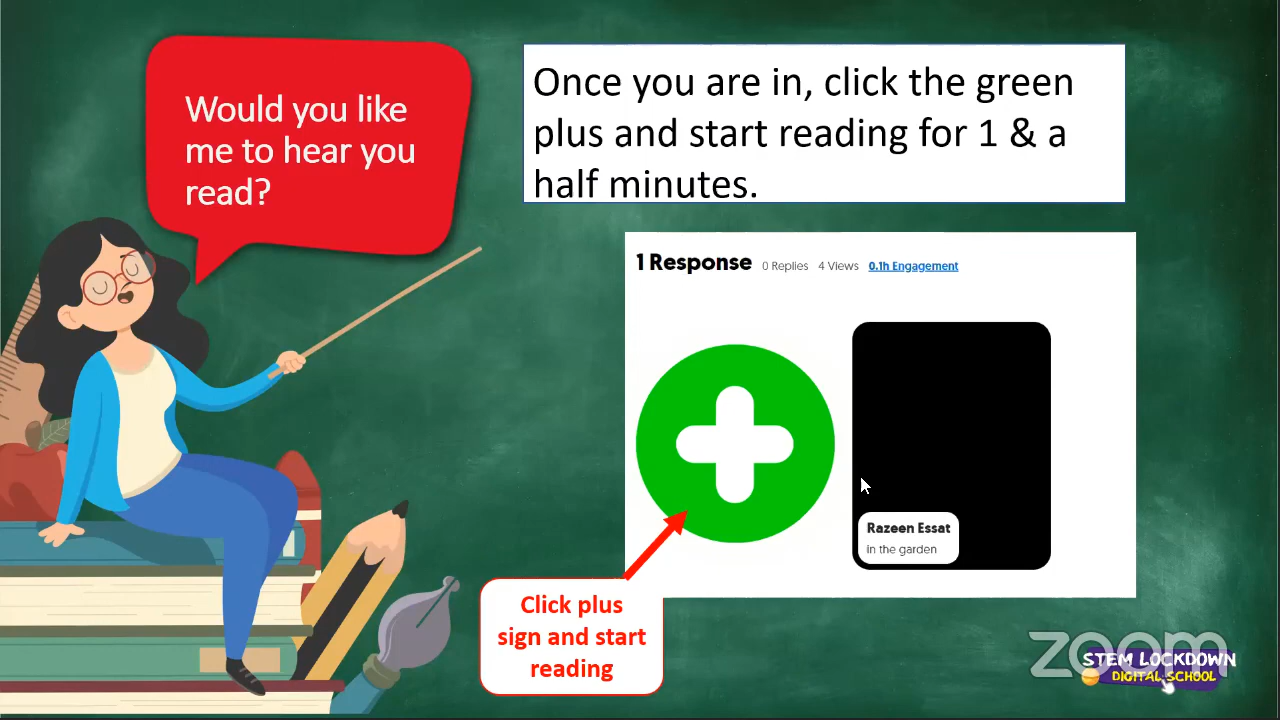 Would you like
me to hear you
read?
Once you are in, click the green
plus and start reading for 1 & a
half minutes.
1 Response 0 Replies 4 Views 0.1h Engagement
Razeen Essat
in the garden
Click plus
sign and start
reading
zoom
STEM LOCKDOWN
DIGITAL SCHOOL